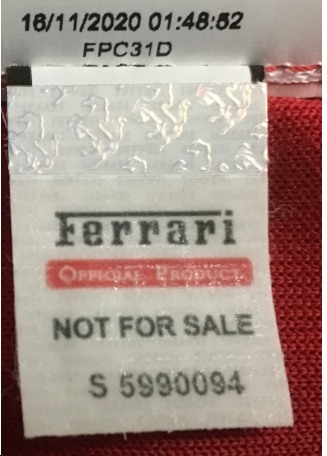 16/11/2020 01:48:52
FPC31D
Ferrari
OFFICIAL PRODUCT
NOT FOR SALE
S 5990094